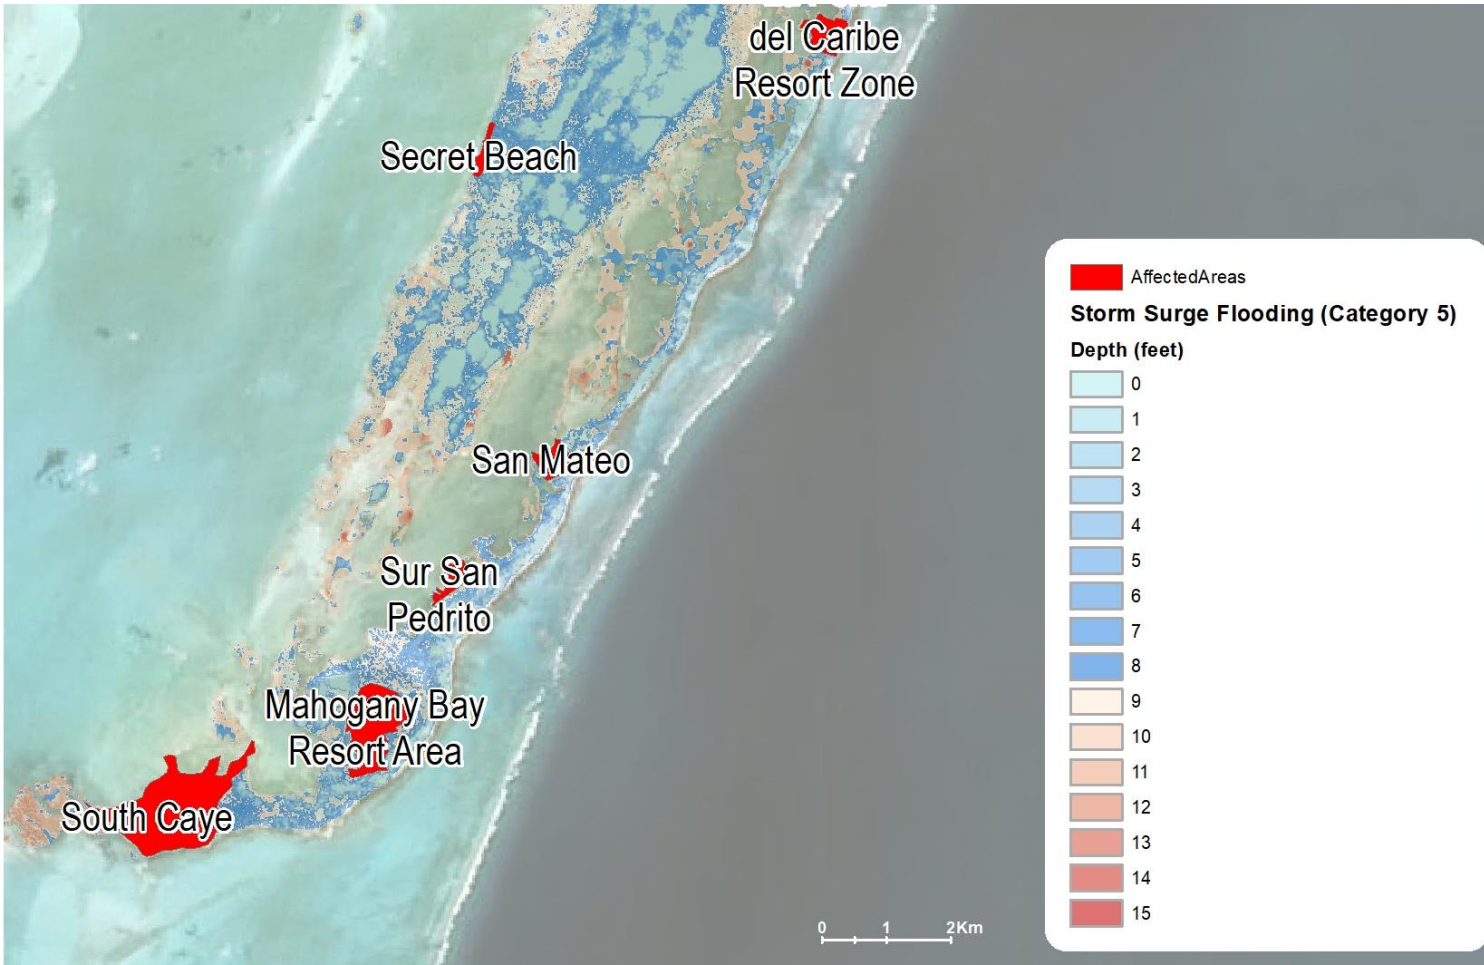 del Caribe
Resort Zone
Secret Beach
San Mateo
Sur San
Pedrito
Mahogany Bay
Resort Area
South Caye
AffectedAreas
Storm Surge Flooding (Category 5)
Depth (feet)
0
1
2
3
4
5
6
7
8
9
10
11
12
13
14
15
0 1 2Km